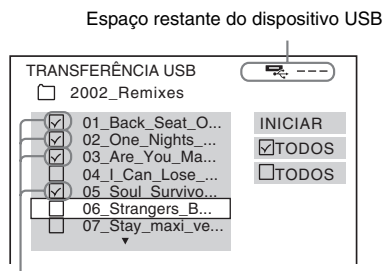 Espaço restante do dispositivo USB
TRANSFERÊNCIA USB
---
2002_Remixes
01_Back_Seat_O...
02_One_Nights_...
03_Are_You_Ma...
04_I_Can_Lose_...
05_Soul_Survivo...
06_Strangers_B...
07_Stay_maxi_ve...
INICIAR
TODOS
TODOS